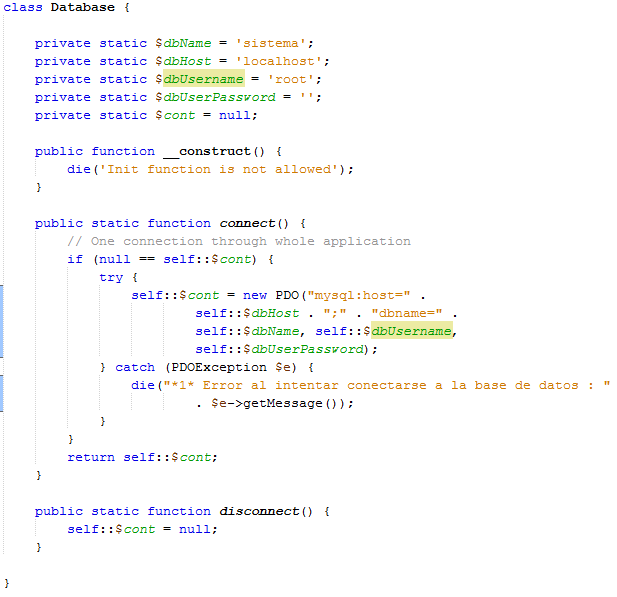 class Database {
private static $dbName = 'sistema';
private static $dbHost = 'localhost';
private static $dbUsername = 'root';
private static $dbUserPassword = '';
private static $cont = null;
public function __construct() {
die('Init function is not allowed');
}
public static function connect() {
// One connection through whole application
if (null == self::$cont) {
try {
self::$cont = new PDO("mysql:host=" .
self::$dbHost . ";" . "dbname=" .
self::$dbName, self::$dbUsername,
self::$dbUserPassword);
} catch (PDOException $e) {
die("*1* Error al intentar conectarse a la base de datos : "
. $e->getMessage());
}
}
return self::$cont;
}
public static function disconnect() {
self::$cont = null;
}
}